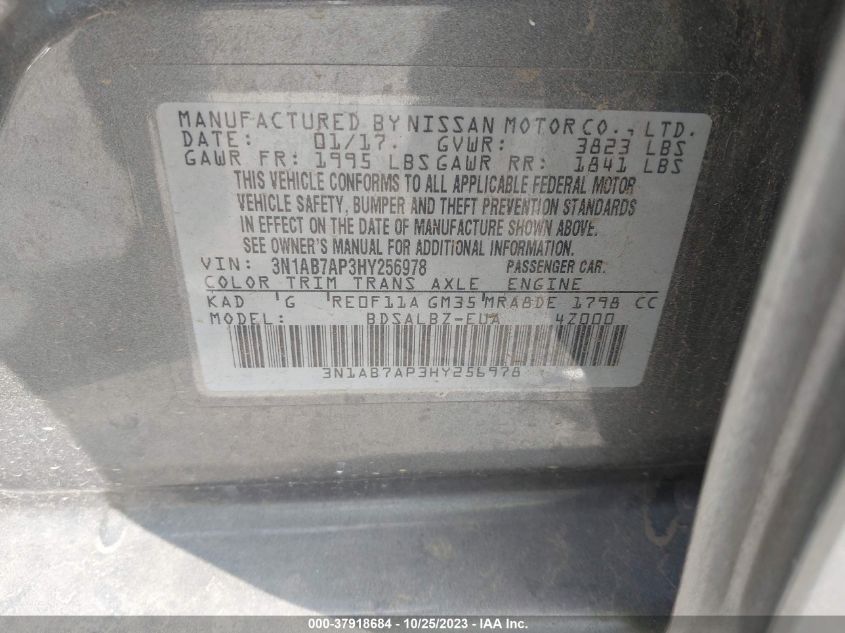 MANUFACTURED BY NISSAN MOTOR CO., LTD.
DATE: 01/17. GVWR: 3823 LBS
GAWR FR: 1995 LBS GAWR RR: 1841 LBS
THIS VEHICLE CONFORMS TO ALL APPLICABLE FEDERAL MOTOR
VEHICLE SAFETY, BUMPER AND THEFT PREVENTION STANDARDS
IN EFFECT ON THE DATE OF MANUFACTURE SHOWN ABOVE.
SEE OWNER'S MANUAL FOR ADDITIONAL INFORMATION.
VIN: 3N1AB7AP3HY256978 PASSENGER CAR.
COLOR TRIM TRANS AXLE ENGINE
KAD 'G 'RE0F11A GM35'MRA8DE 1798 CC
MODEL: BDSALBZ-EUA 4Z000
3N1AB7AP3HY256978
000-37918684 - 10/25/2023 - IAA Inc.